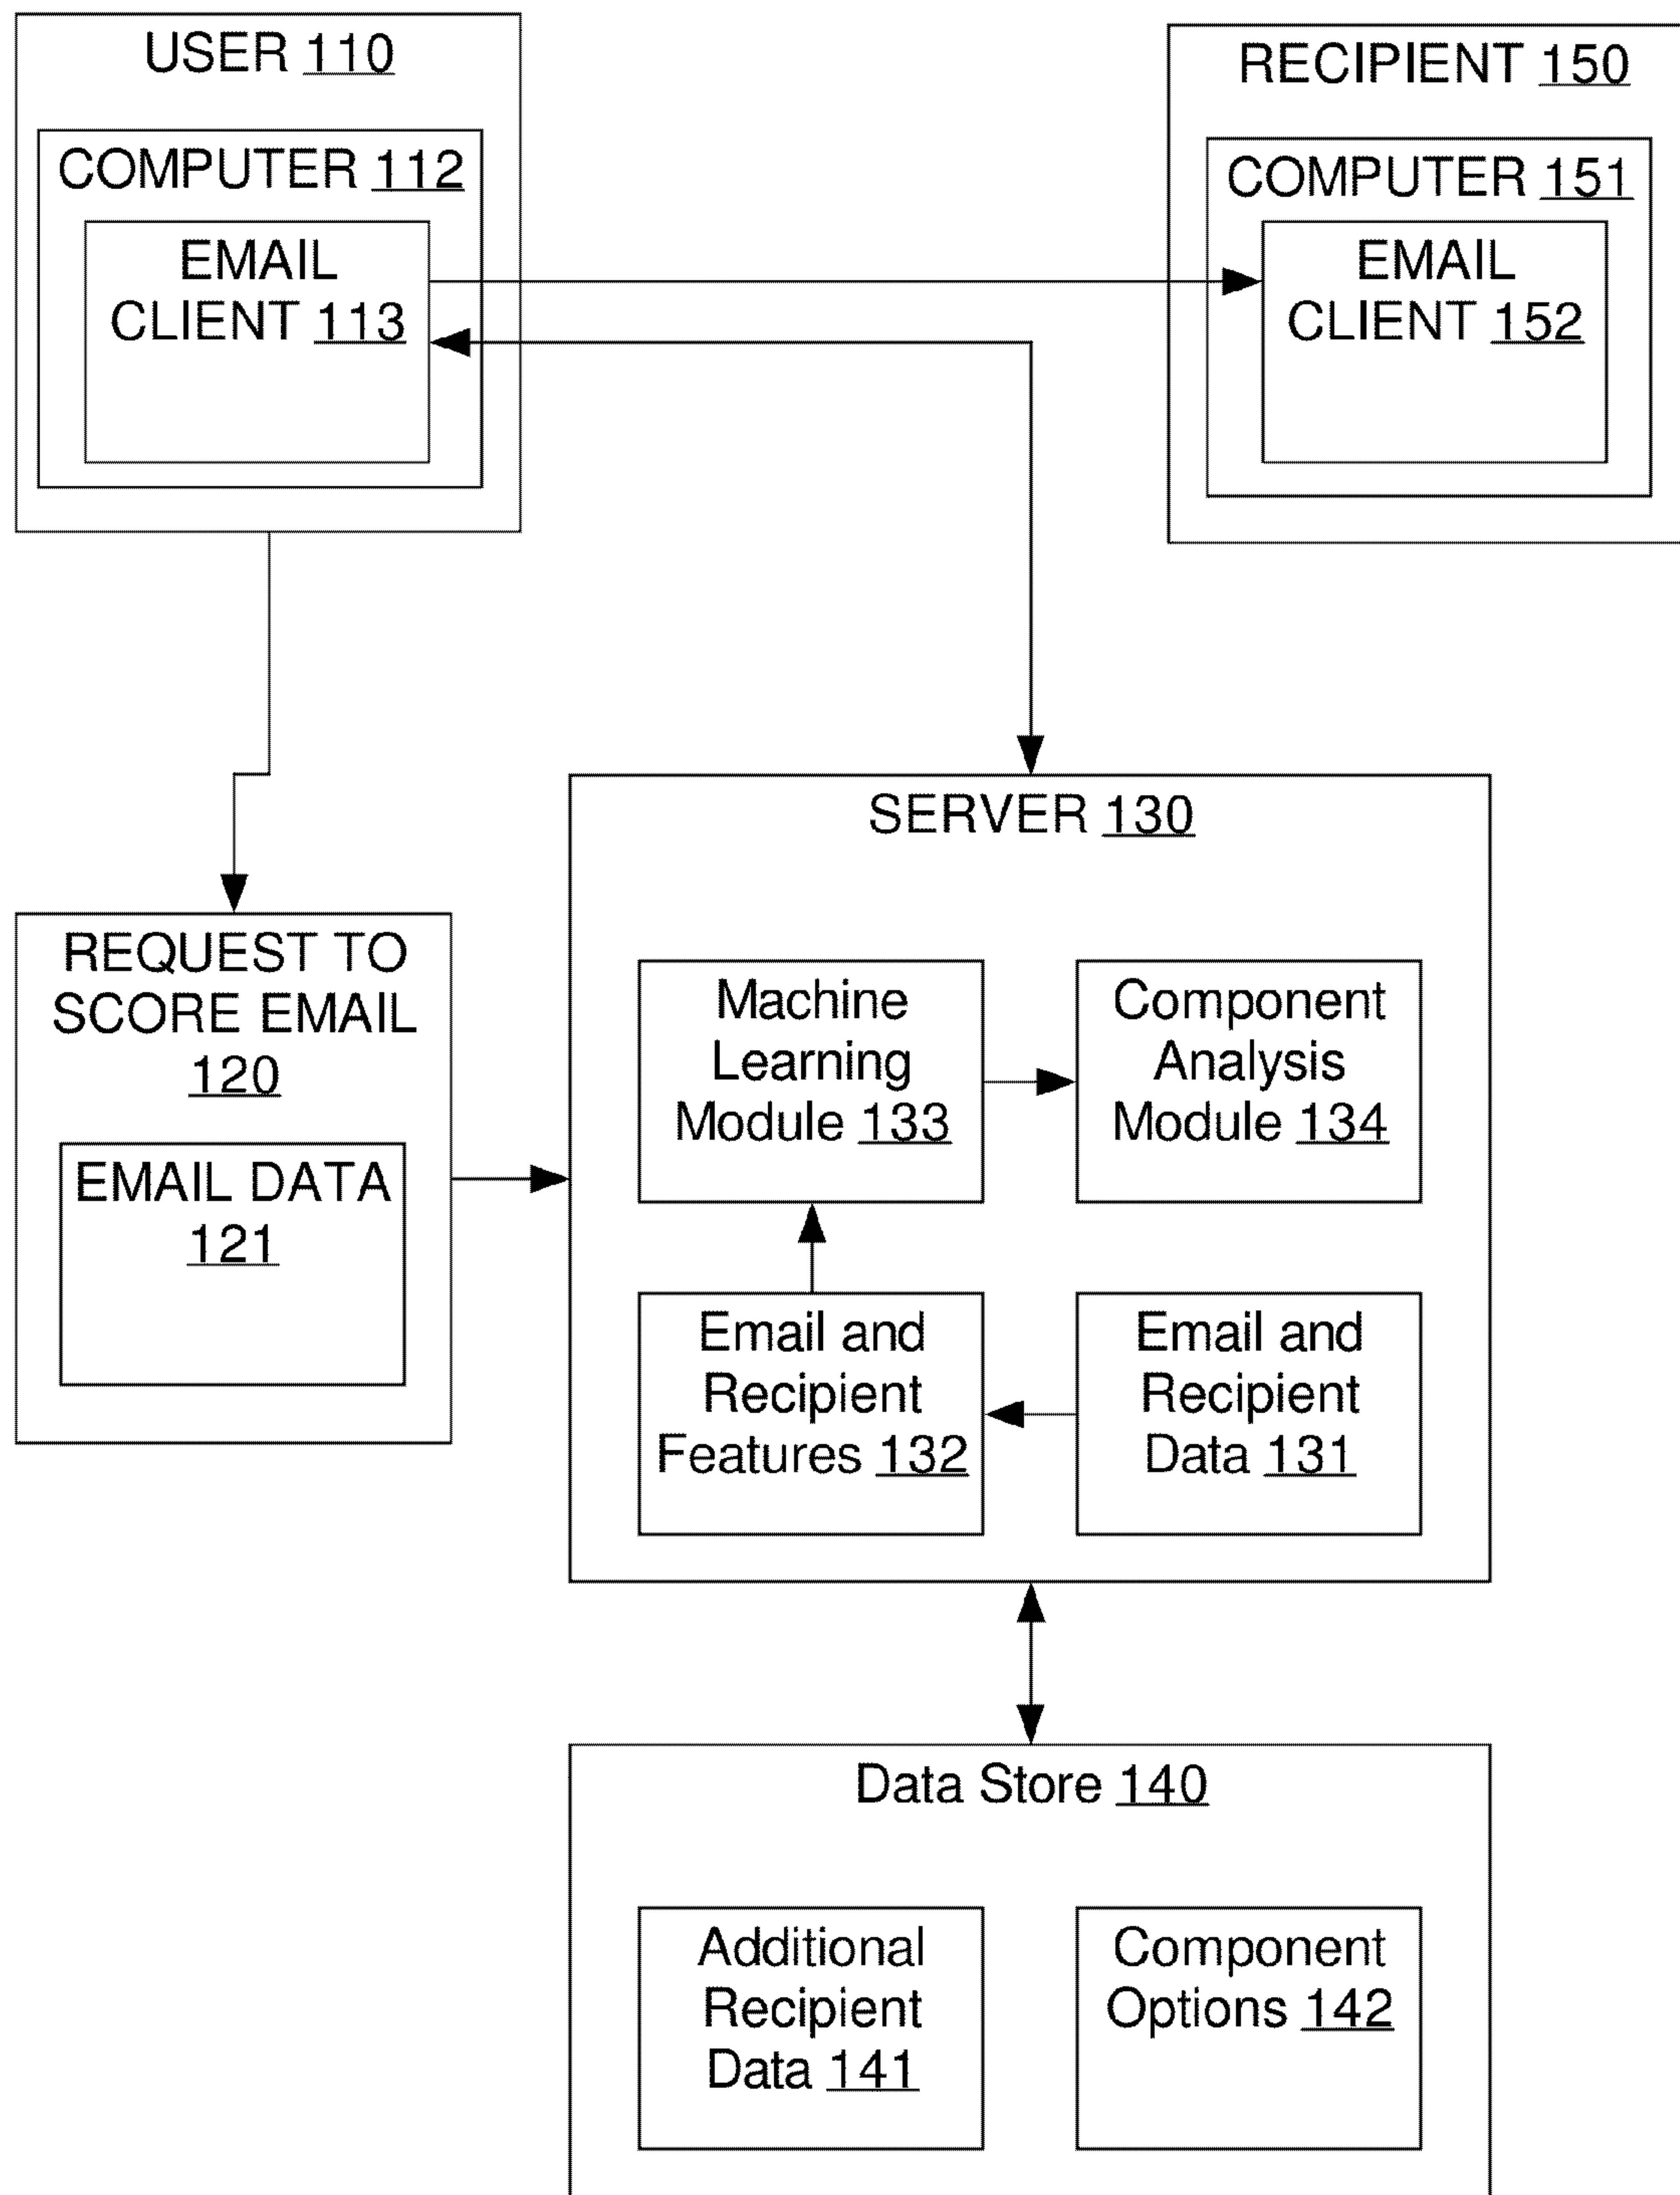 USER 110
COMPUTER 112
EMAIL
CLIENT 113
RECIPIENT 150
COMPUTER 151
EMAIL
CLIENT 152
REQUEST TO
SCORE EMAIL
120
EMAIL DATA
121
SERVER 130
Machine
Learning
Module 133
Component
Analysis
Module 134
Email and
Recipient
Features 132
Email and
Recipient
Data 131
Data Store 140
Additional
Recipient
Data 141
Component
Options 142